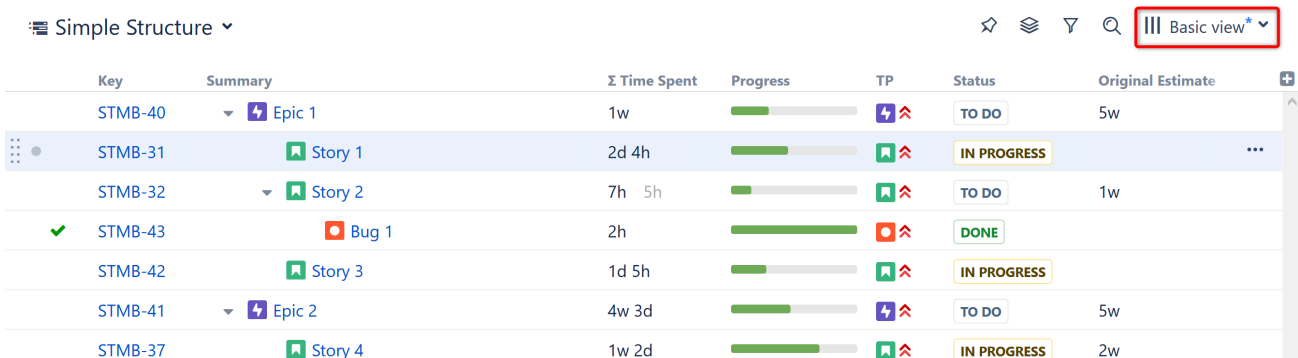 Simple Structure
Basic view*
Key Summary Σ Time Spent Progress TP Status Original Estimate
STMB-40 Epic 1 1w TO DO 5w
STMB-31 Story 1 2d 4h IN PROGRESS
STMB-32 Story 2 7h 5h TO DO 1w
STMB-43 Bug 1 2h DONE
STMB-42 Story 3 1d 5h IN PROGRESS
STMB-41 Epic 2 4w 3d TO DO 5w
STMB-37 Story 4 1w 2d IN PROGRESS 2w